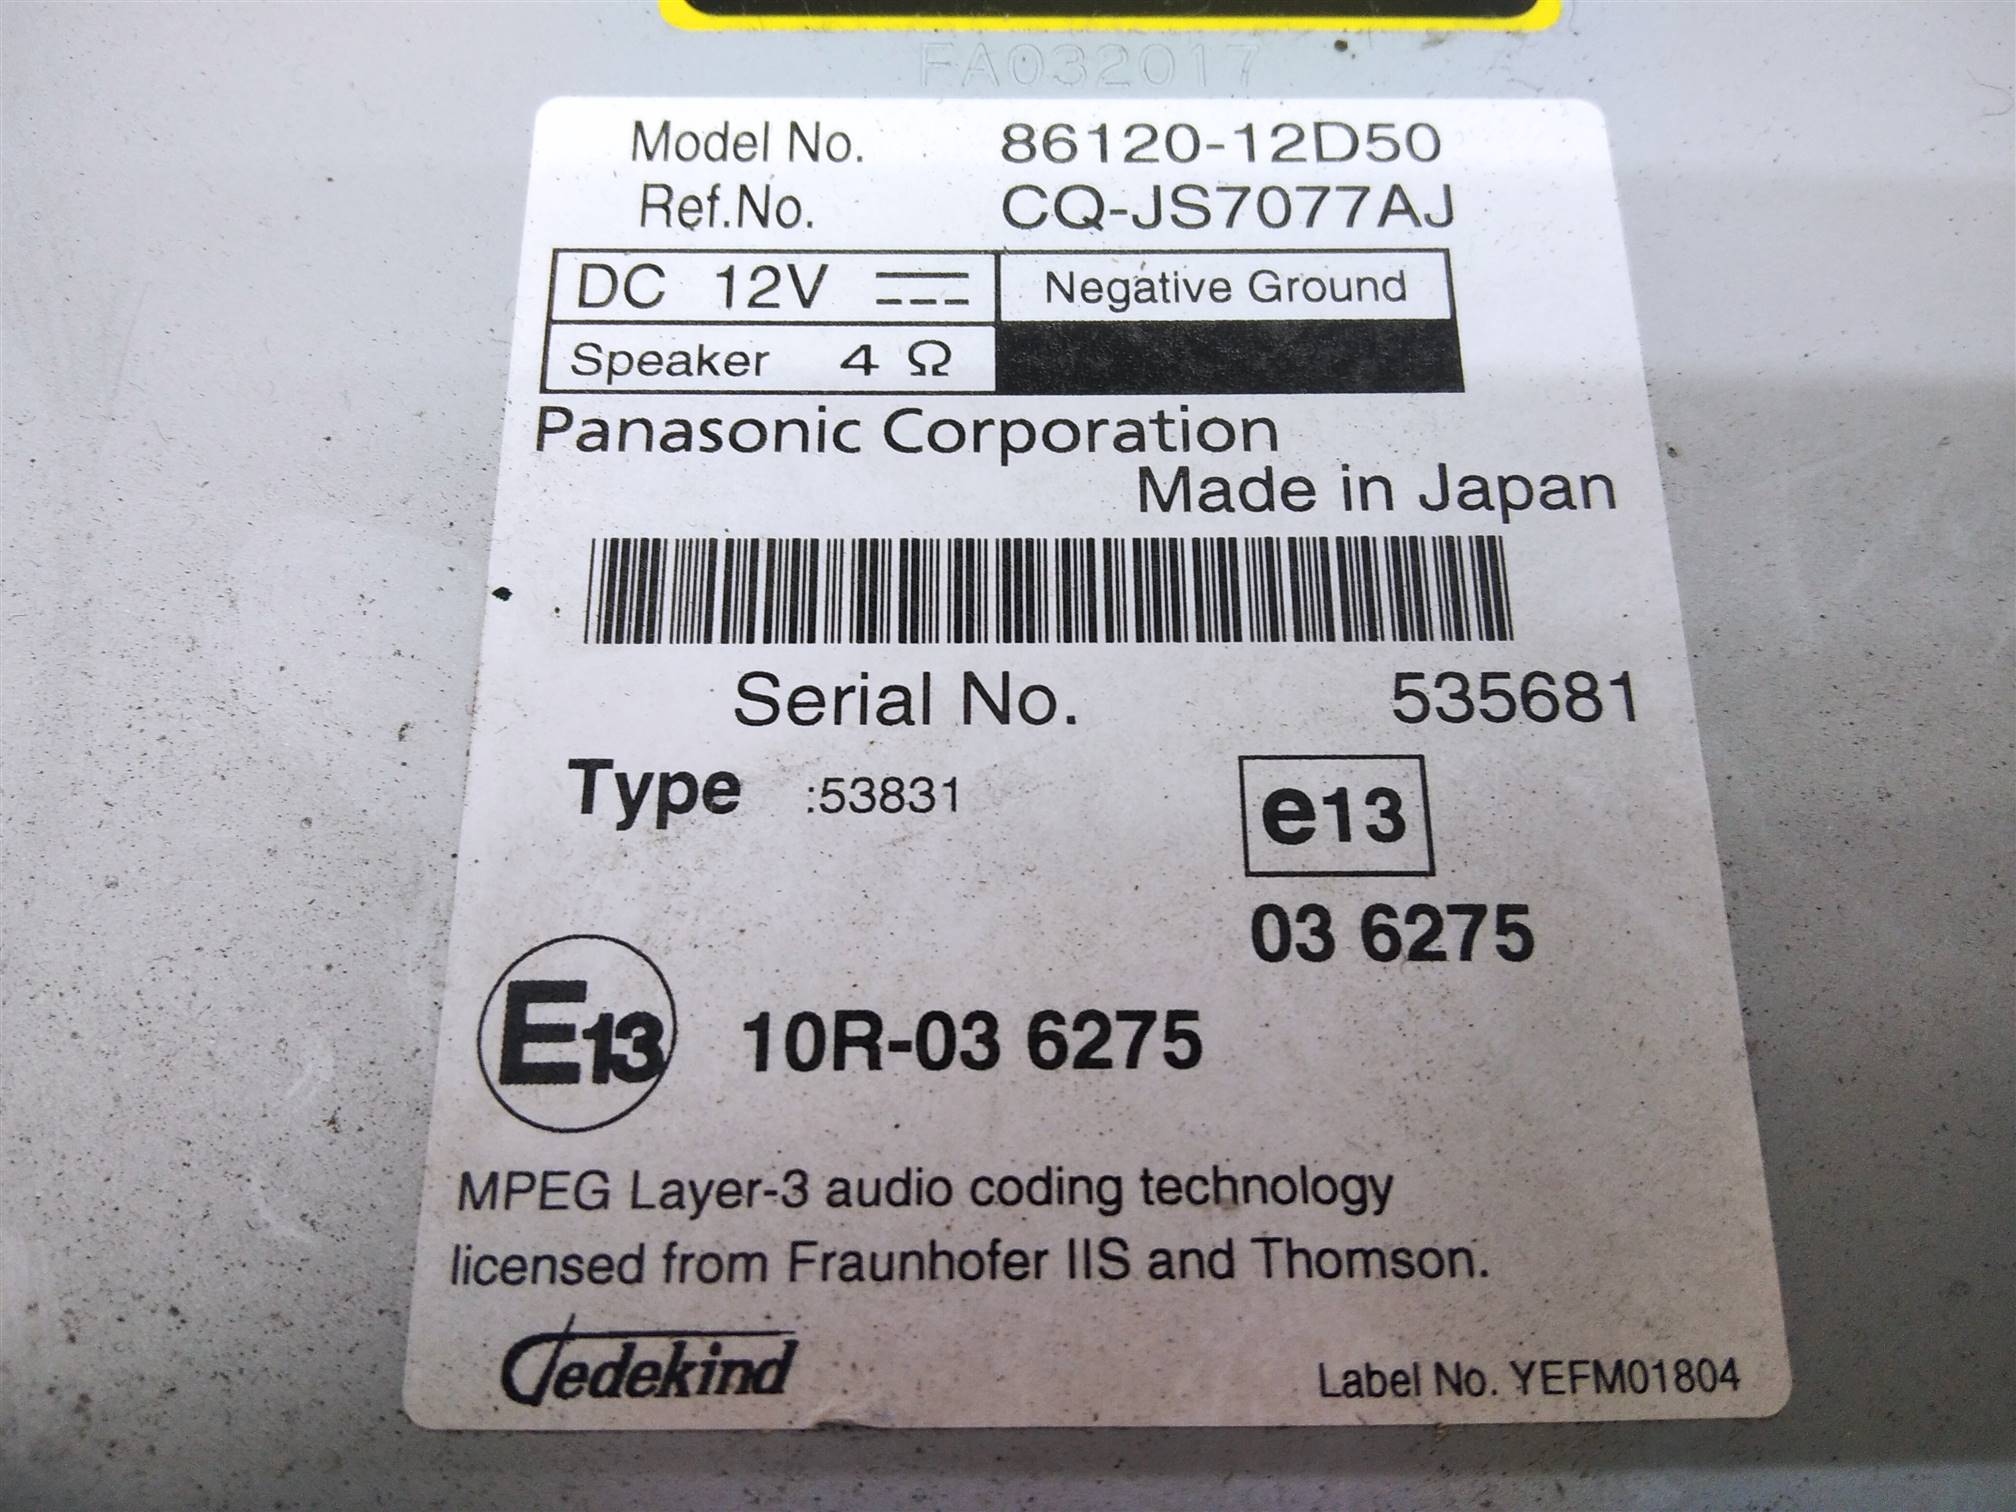 FA032017
Model No. 86120-12D50
Ref.No. CQ-JS7077AJ
DC 12V Negative Ground
Speaker 4 Ω
Panasonic Corporation
Made in Japan
Serial No. 535681
Type :53831 e13
03 6275
E13 10R-03 6275
MPEG Layer-3 audio coding technology
licensed from Fraunhofer IIS and Thomson.
Jedekind Label No. YEFM01804